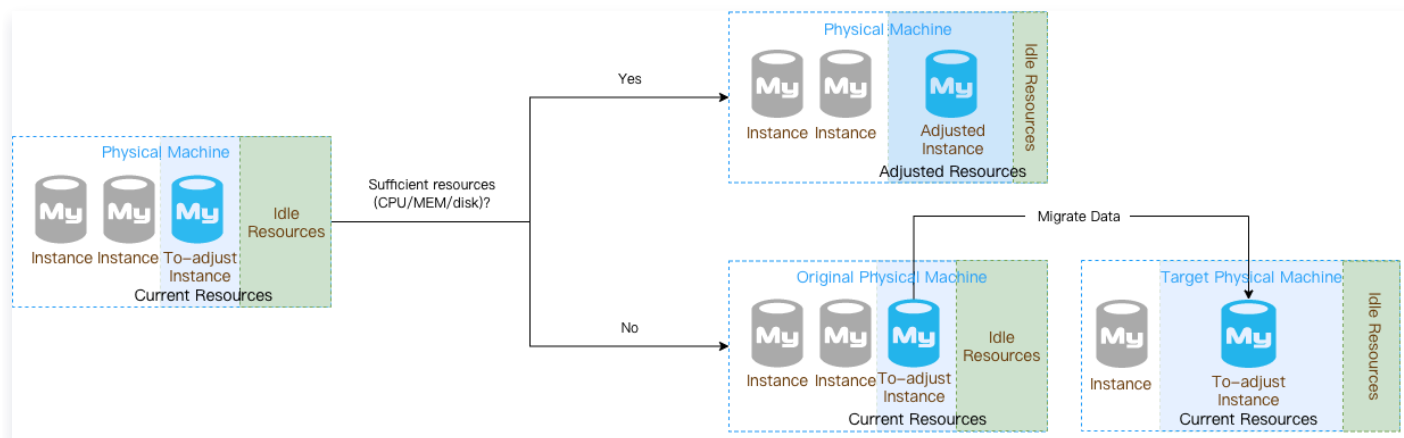 Physical Machine
My
My
My
Instance
Instance
To-adjust
Instance
Idle
Resources
Current Resources
Sufficient resources
(CPU/MEM/disk)?
Yes
No
Physical Machine
My
My
My
Instance
Instance
Adjusted
Instance
Idle Resources
Adjusted Resources
Migrate Data
Original Physical Machine
My
My
My
Instance
Instance
To-adjust
Instance
Idle
Resources
Current Resources
Target Physical Machine
My
My
Instance
To-adjust
Instance
Idle Resources
Current Resources